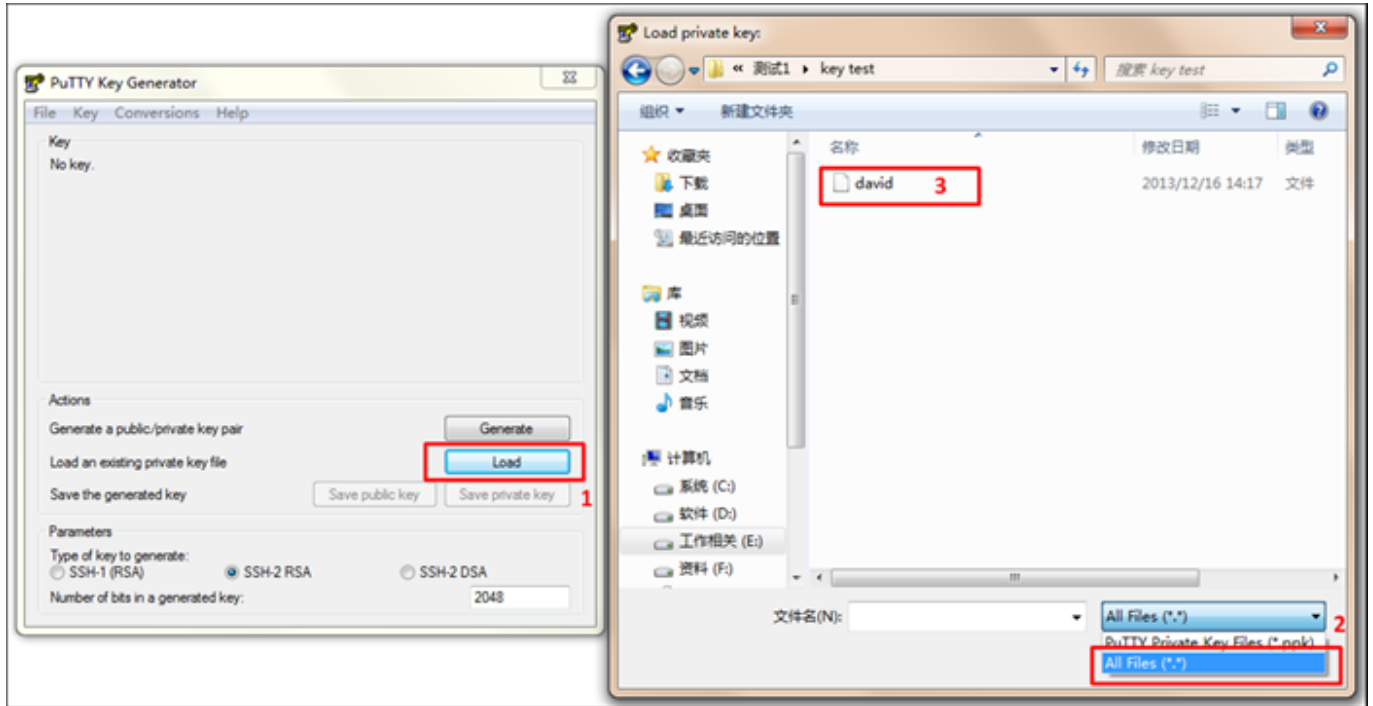 PuTTY Key Generator
File Key Conversions Help
Key
No key.
Actions
Generate a public/private key pair
Generate
Load an existing private key file
Load
Save the generated key
Save public key
Save private key
1
Parameters
Type of key to generate:
SSH-1 (RSA)
SSH-2 RSA
SSH-2 DSA
Number of bits in a generated key:
2048
Load private key:
« 测试1 key test
搜索 key test
组织
新建文件夹
收藏夹
下载
桌面
最近访问的位置
库
视频
图片
文档
音乐
计算机
系统 (C:)
软件 (D:)
工作相关 (E:)
资料 (F:)
名称
修改日期
类型
david
3
2013/12/16 14:17
文件
文件名(N):
All Files (*.*)
2
PuTTY Private Key Files (*.ppk)
All Files (*.*)